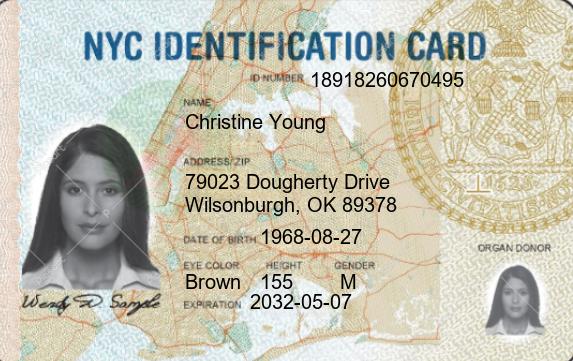 NYC IDENTIFICATION CARD
ID NUMBER 18918260670495
NAME
Christine Young
ADDRESS/ZIP
79023 Dougherty Drive
Wilsonburgh, OK 89378
DATE OF BIRTH 1968-08-27
ORGAN DONOR
EYE COLOR HEIGHT GENDER
Brown 155 M
Wendy D Sample
EXPIRATION 2032-05-07